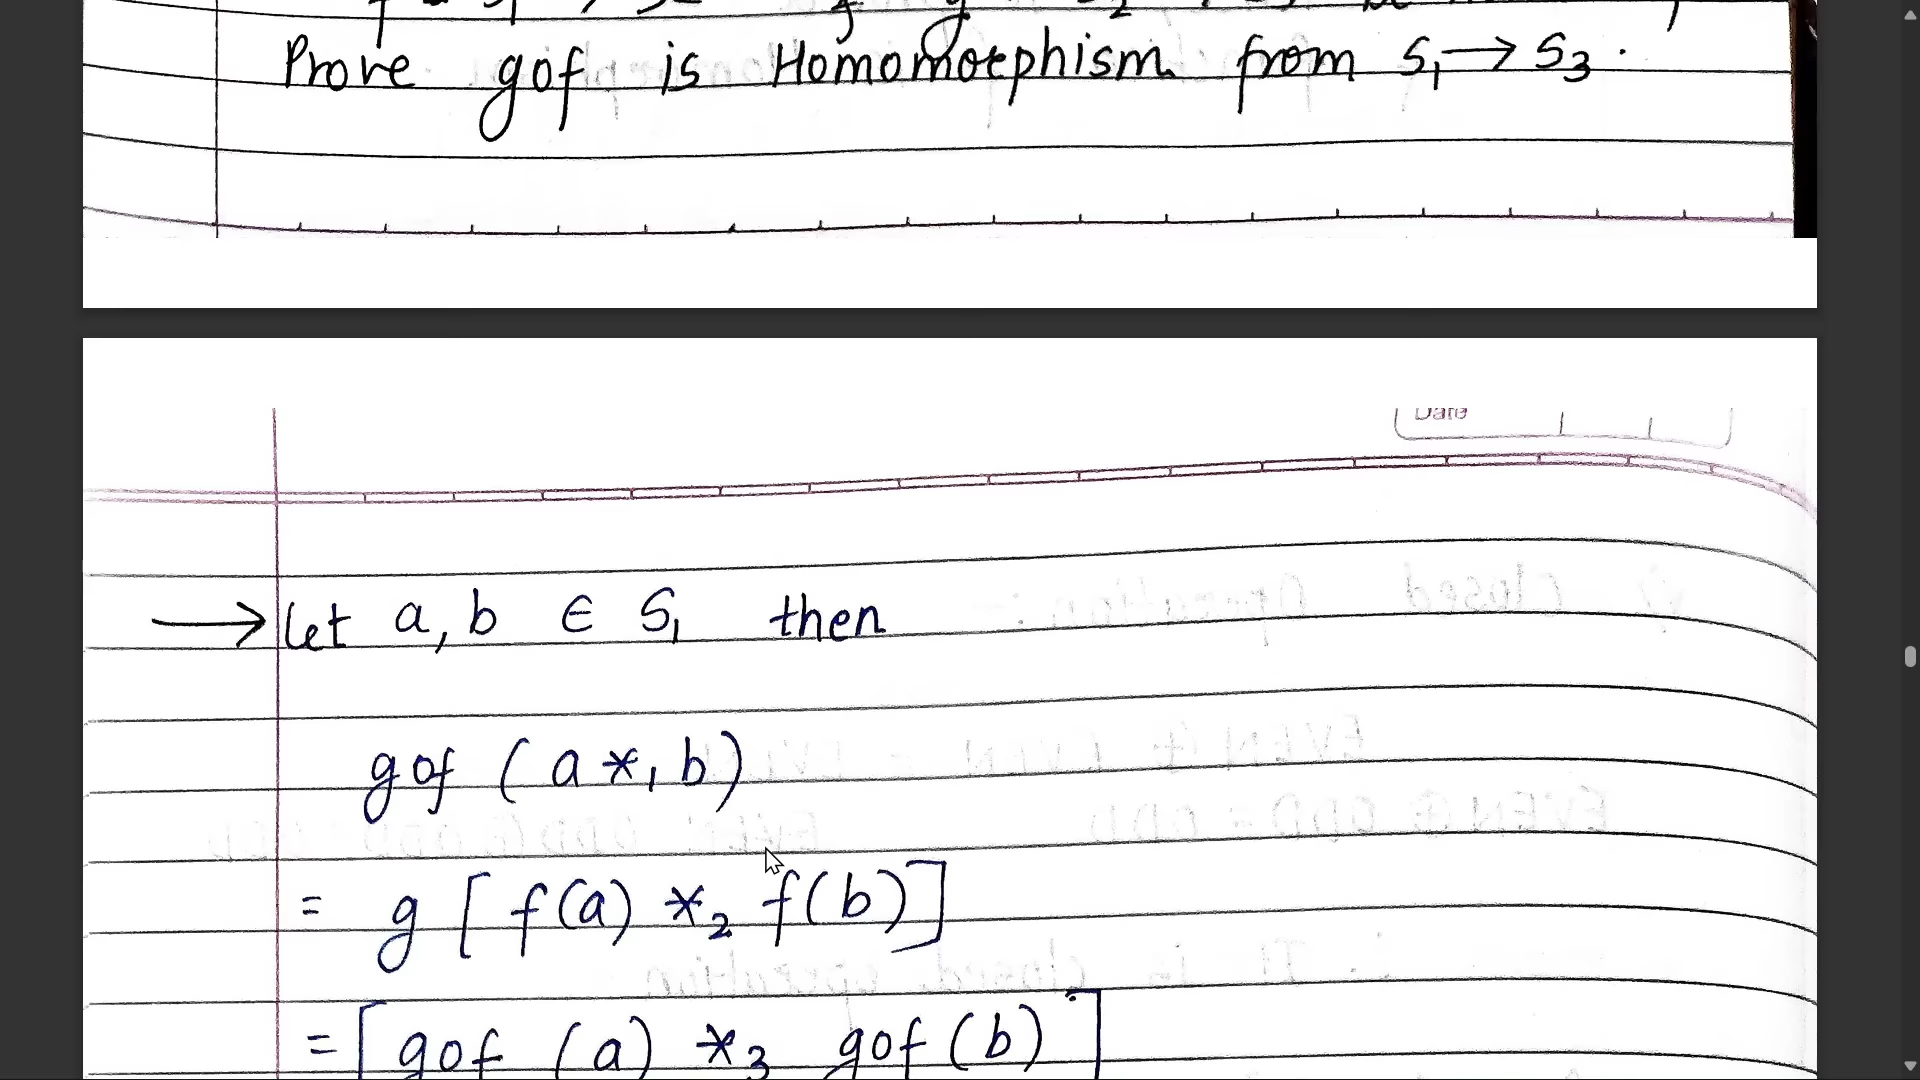 Prove gof is Homomorphism from S₁ → S₃.
Date
→ Let a, b ∈ S₁ then
gof (a *₁ b)
= g [ f(a) *₂ f(b) ]
= [ gof (a) *₃ gof (b) ]